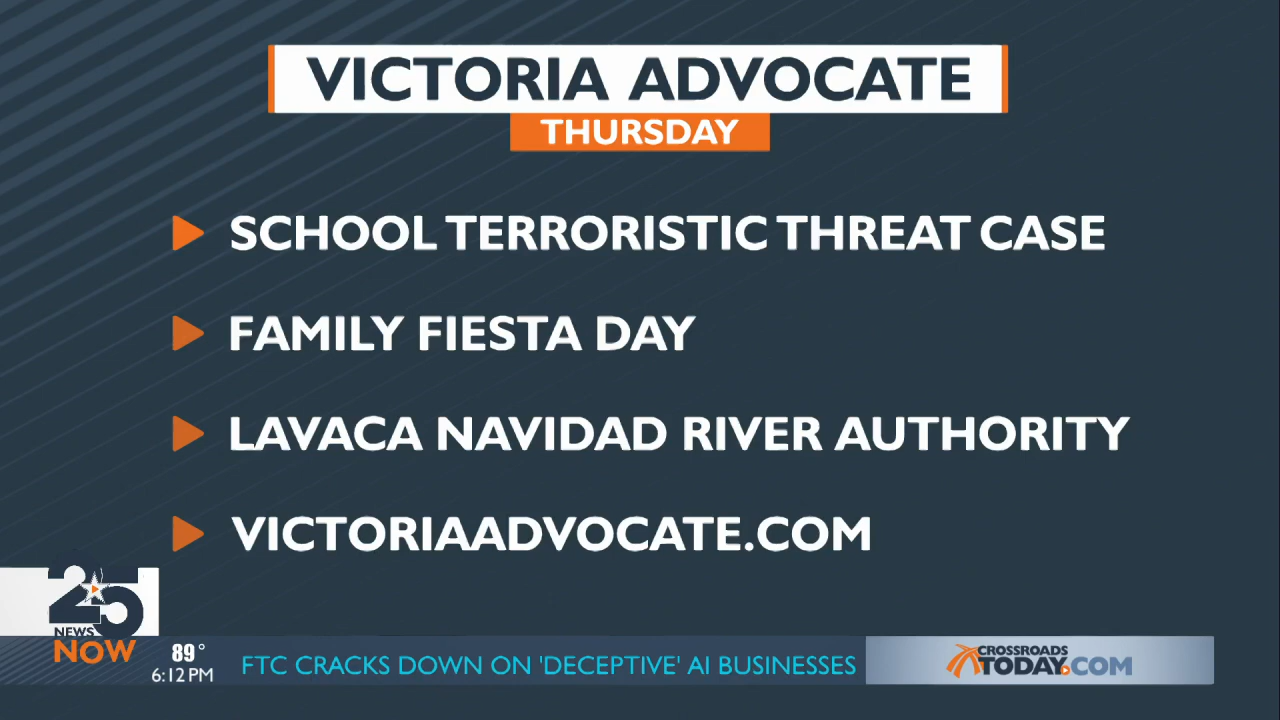 VICTORIA ADVOCATE
THURSDAY
SCHOOL TERRORISTIC THREAT CASE
FAMILY FIESTA DAY
LAVACA NAVIDAD RIVER AUTHORITY
VICTORIAADVOCATE.COM
25
NEWS
NOW
89°
6:12 PM
FTC CRACKS DOWN ON 'DECEPTIVE' AI BUSINESSES
CROSSROADS
TODAY.COM